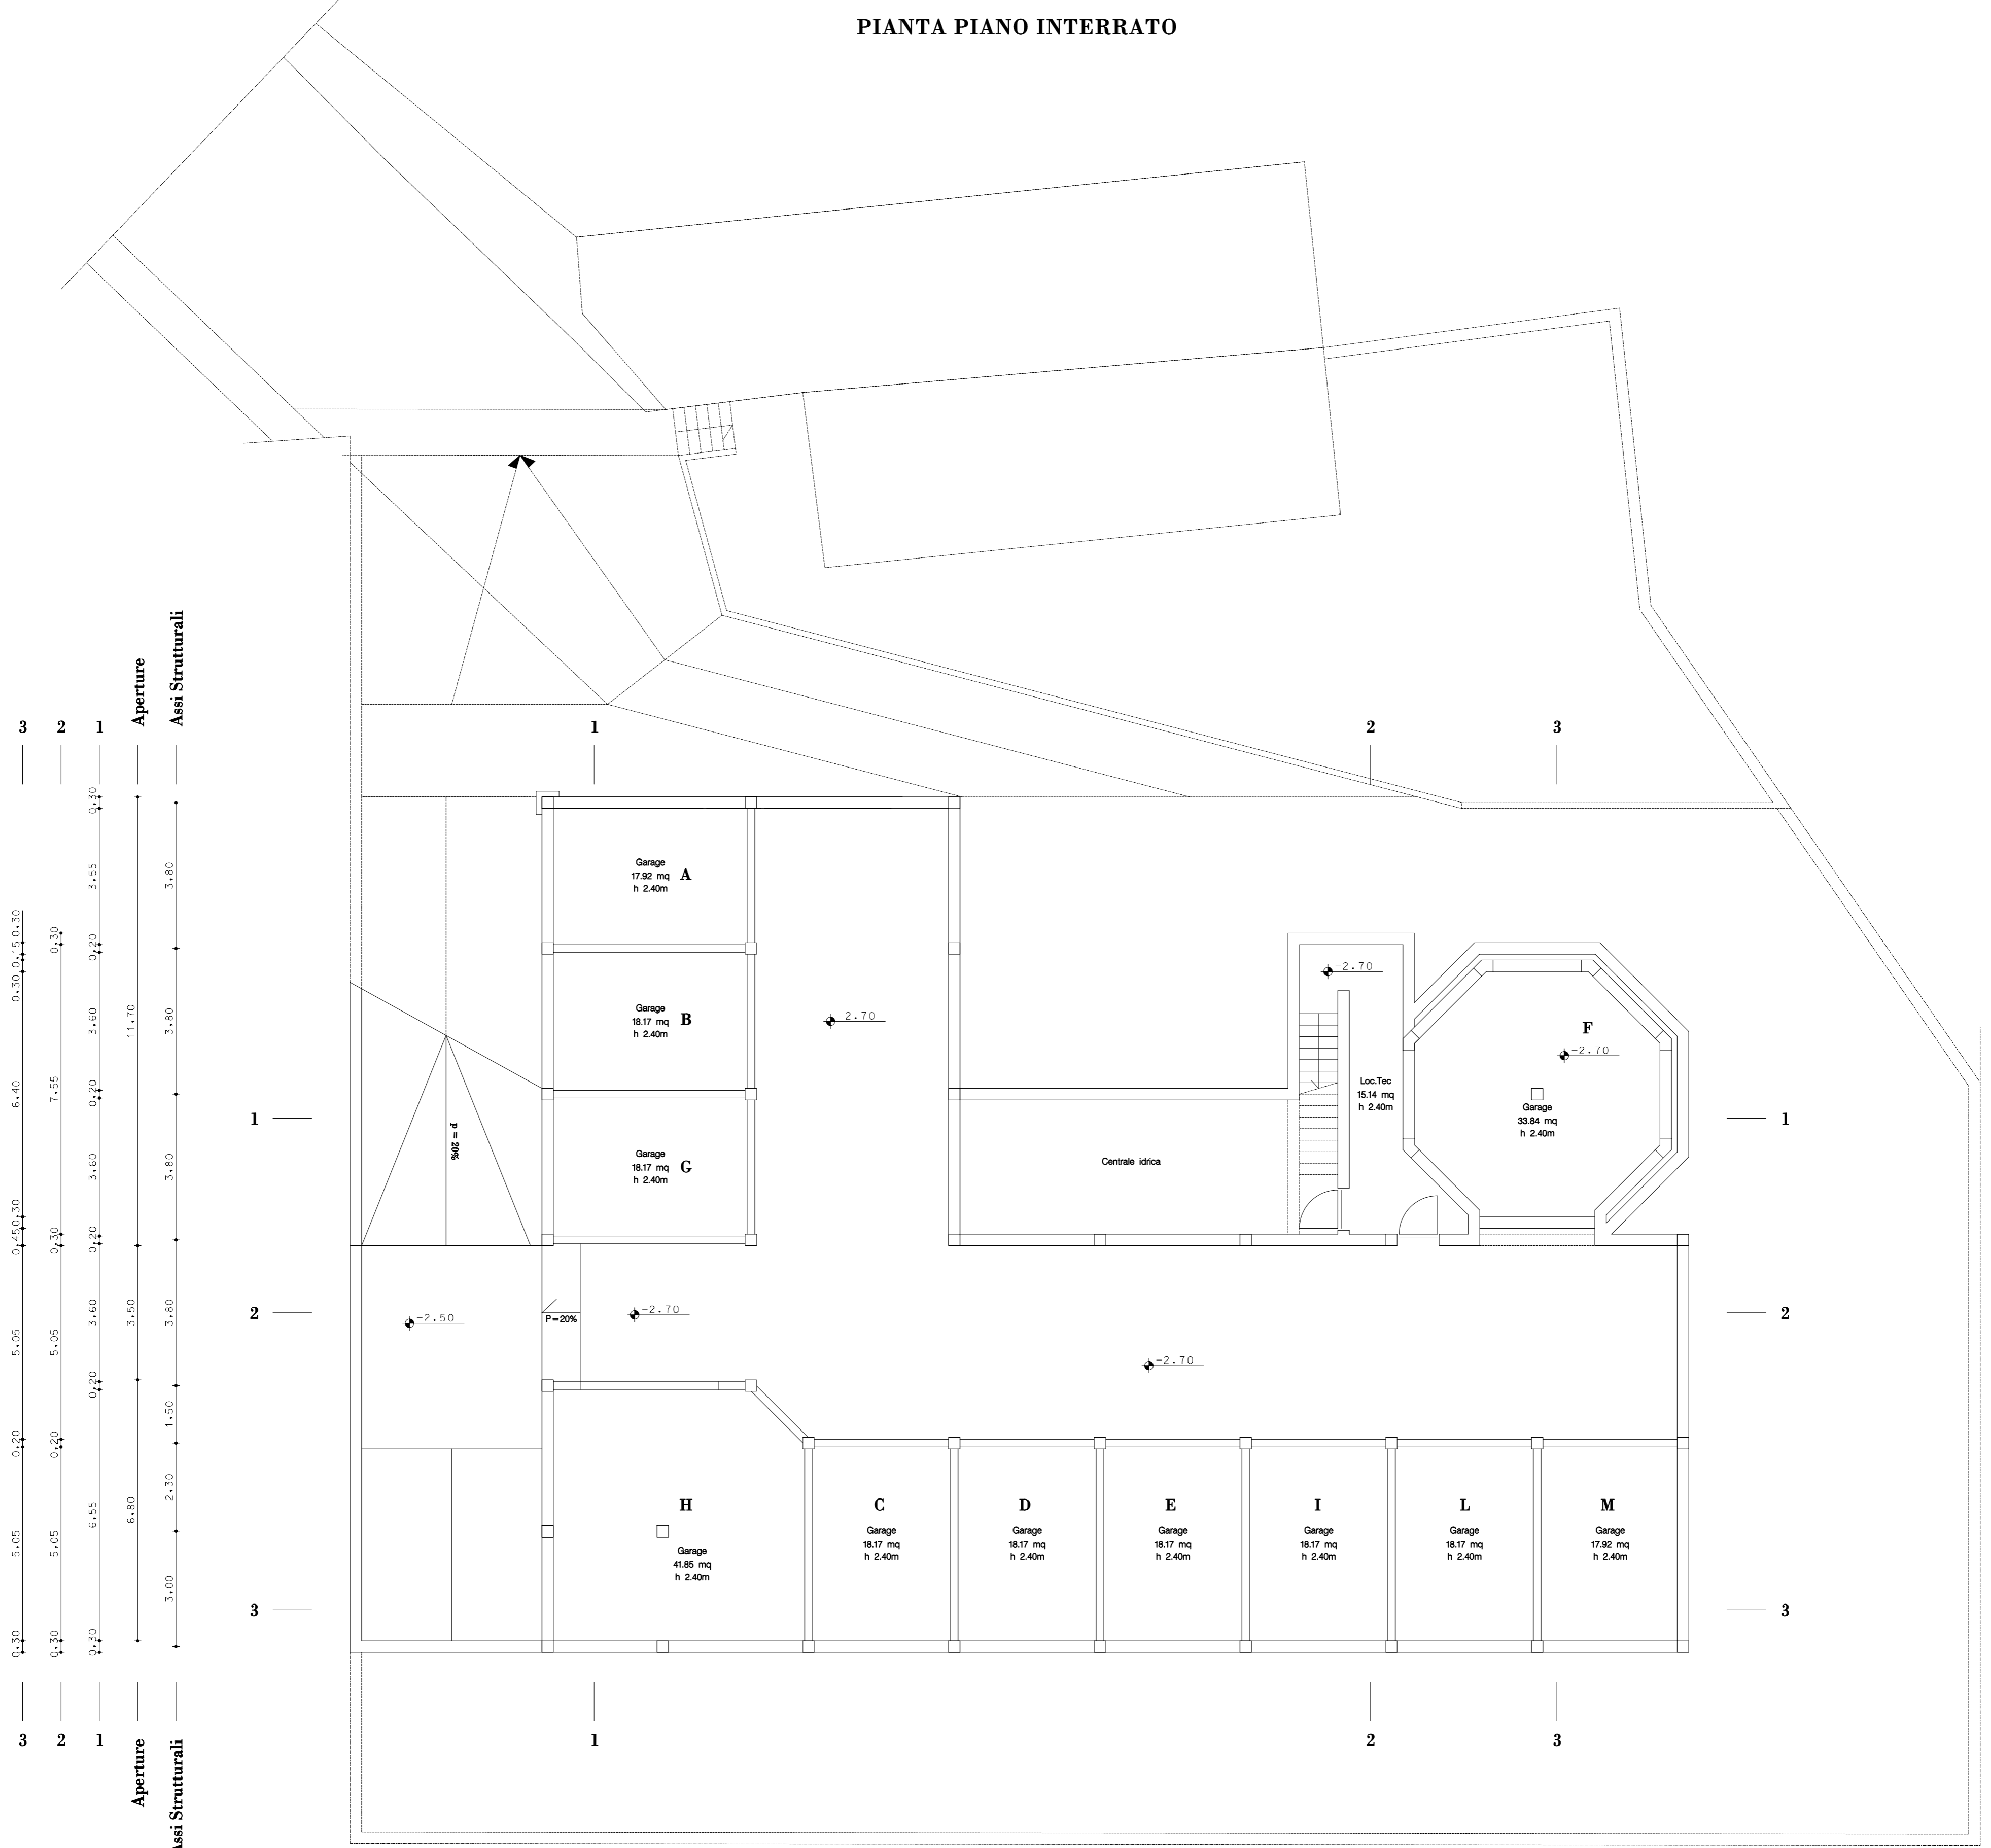 PIANTA PIANO INTERRATO
3
2
1
Aperture
Assi Strutturali
1
2
3
0,30
3,55
0,20
3,60
0,20
3,60
0,20
3,60
0,20
6,55
0,30
11,70
3,50
6,80
3,80
3,80
3,80
3,80
1,50
2,30
3,00
0,30
7,55
0,30
5,05
0,20
5,05
0,30
0,30
0,15
0,30
6,40
0,30
0,45
5,05
0,20
5,05
0,30
Garage
17.92 mq
h 2.40m
A
Garage
18.17 mq
h 2.40m
B
Garage
18.17 mq
h 2.40m
G
-2.70
-2.70
Loc.Tec
15.14 mq
h 2.40m
F
-2.70
Garage
33.84 mq
h 2.40m
Centrale idrica
p = 20%
1
1
2
2
-2.50
P=20%
-2.70
-2.70
H
Garage
41.85 mq
h 2.40m
C
Garage
18.17 mq
h 2.40m
D
Garage
18.17 mq
h 2.40m
E
Garage
18.17 mq
h 2.40m
I
Garage
18.17 mq
h 2.40m
L
Garage
18.17 mq
h 2.40m
M
Garage
17.92 mq
h 2.40m
3
3
3
2
1
Aperture
Assi Strutturali
1
2
3